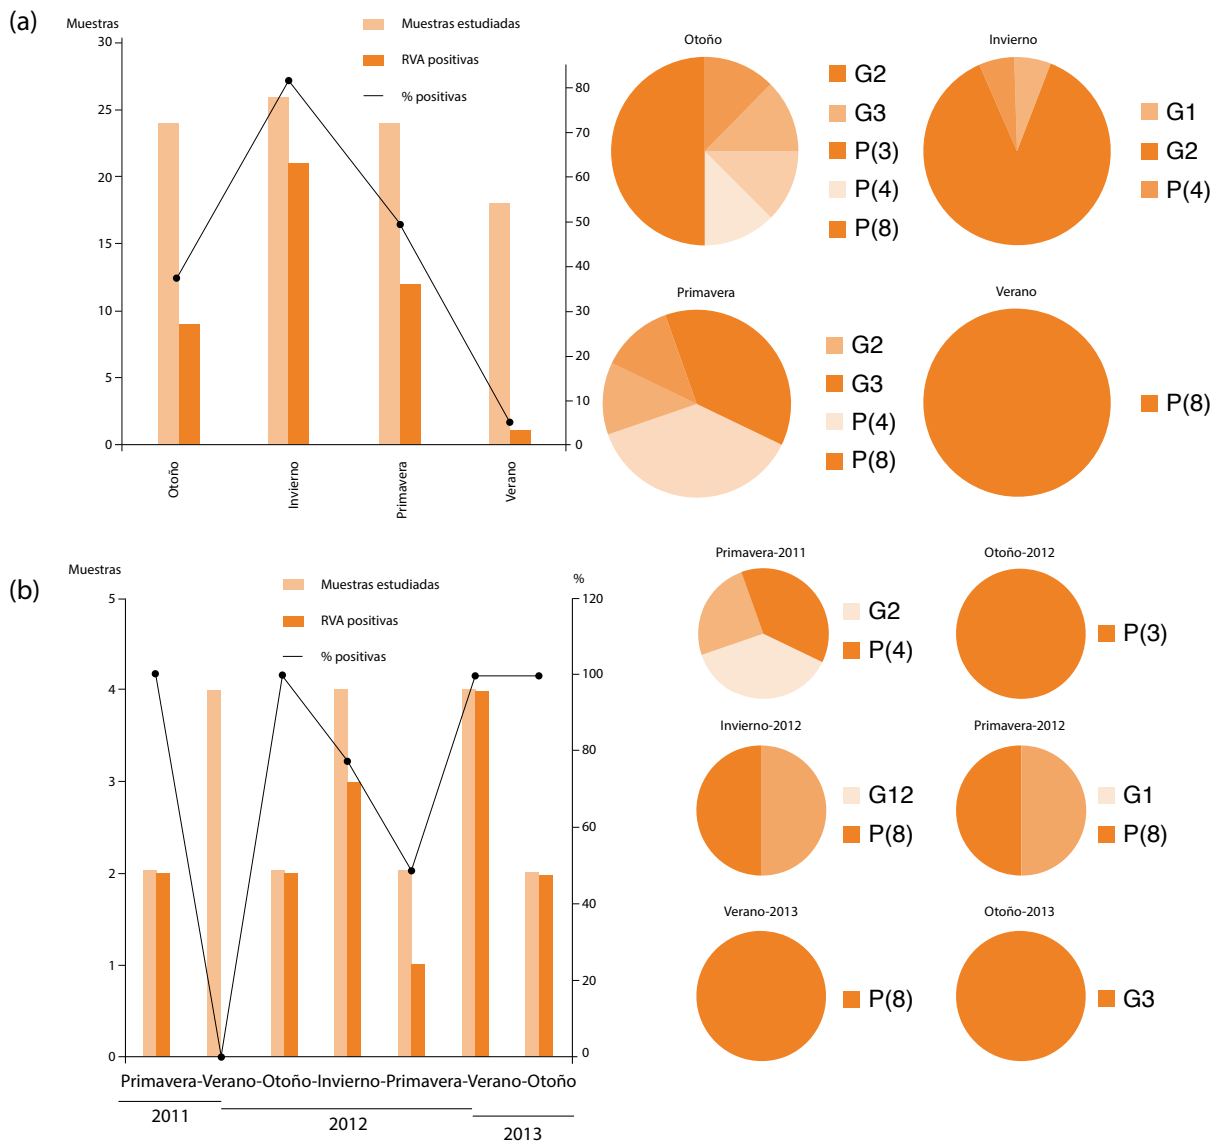 (a)
Muestras
Muestras estudiadas
RVA positivas
% positivas
30
25
20
15
10
5
0
80
70
60
50
40
30
20
10
0
Otoño
Invierno
Primavera
Verano
Otoño
G2
G3
P(3)
P(4)
P(8)
Invierno
G1
G2
P(4)
Primavera
G2
G3
P(4)
P(8)
Verano
P(8)
(b)
Muestras
Muestras estudiadas
RVA positivas
% positivas
%
5
4
3
2
1
0
120
100
80
60
40
20
0
Primavera-Verano-Otoño-Invierno-Primavera-Verano-Otoño
2011
2012
2013
Primavera-2011
G2
P(4)
Otoño-2012
P(3)
Invierno-2012
G12
P(8)
Primavera-2012
G1
P(8)
Verano-2013
P(8)
Otoño-2013
G3